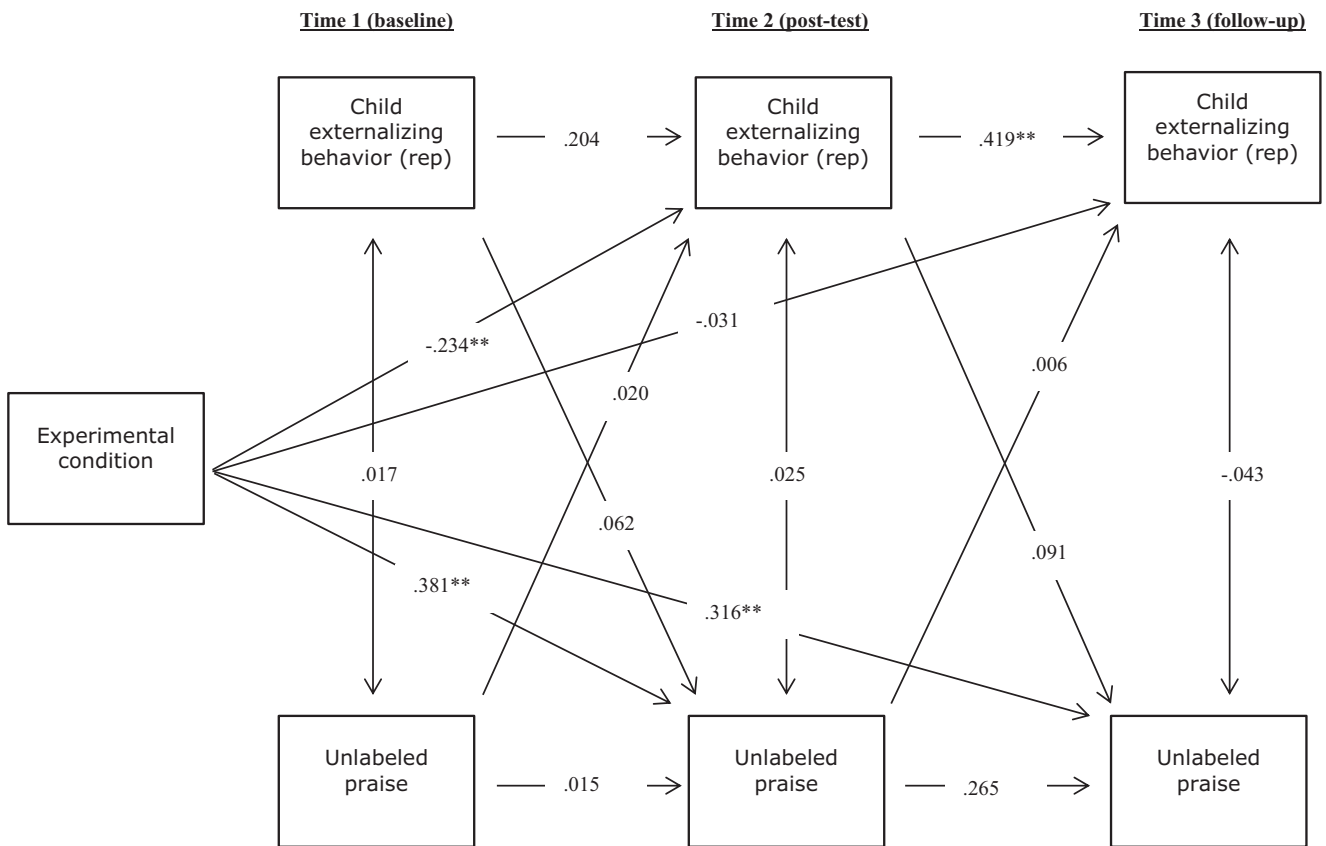 Time 1 (baseline)
Time 2 (post-test)
Time 3 (follow-up)
Child
externalizing
behavior (rep)
.204
Child
externalizing
behavior (rep)
.419**
Child
externalizing
behavior (rep)
-.031
-.234**
.020
.006
Experimental
condition
.017
.025
-.043
.062
.091
.381**
.316**
Unlabeled
praise
.015
Unlabeled
praise
.265
Unlabeled
praise